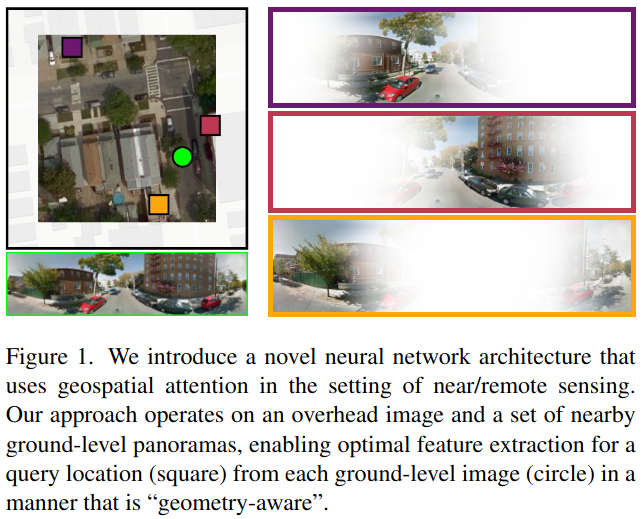 Figure 1. We introduce a novel neural network architecture that
uses geospatial attention in the setting of near/remote sensing.
Our approach operates on an overhead image and a set of nearby
ground-level panoramas, enabling optimal feature extraction for a
query location (square) from each ground-level image (circle) in a
manner that is “geometry-aware”.